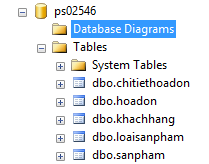 ps02546
Database Diagrams
Tables
System Tables
dbo.chitiethoadon
dbo.hoadon
dbo.khachhang
dbo.loaisanpham
dbo.sanpham